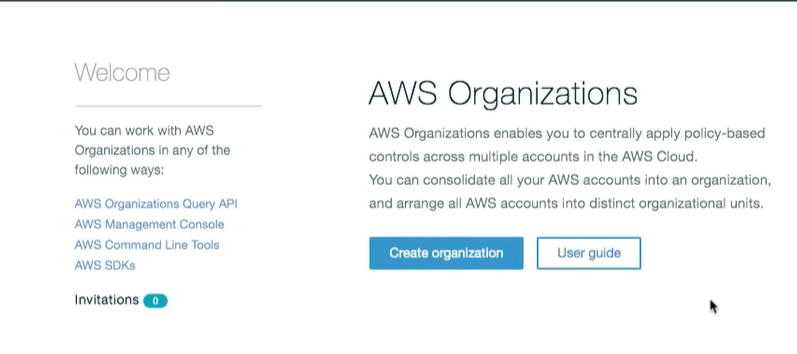 Welcome
You can work with AWS
Organizations in any of the
following ways:
AWS Organizations Query API
AWS Management Console
AWS Command Line Tools
AWS SDKs
Invitations 0
AWS Organizations
AWS Organizations enables you to centrally apply policy-based
controls across multiple accounts in the AWS Cloud.
You can consolidate all your AWS accounts into an organization,
and arrange all AWS accounts into distinct organizational units.
Create organization
User guide